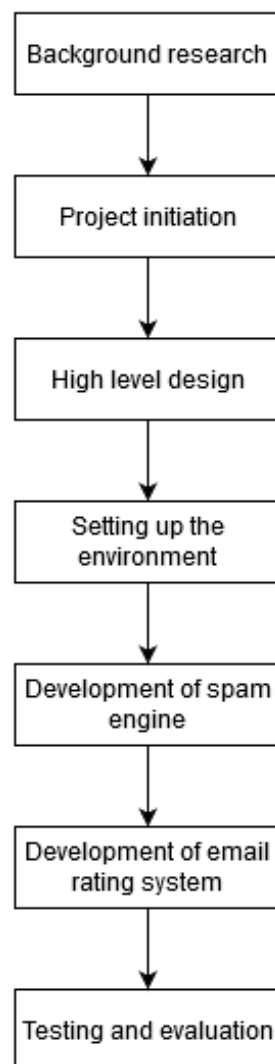 Background research
Project initiation
High level design
Setting up the
environment
Development of spam
engine
Development of email
rating system
Testing and evaluation